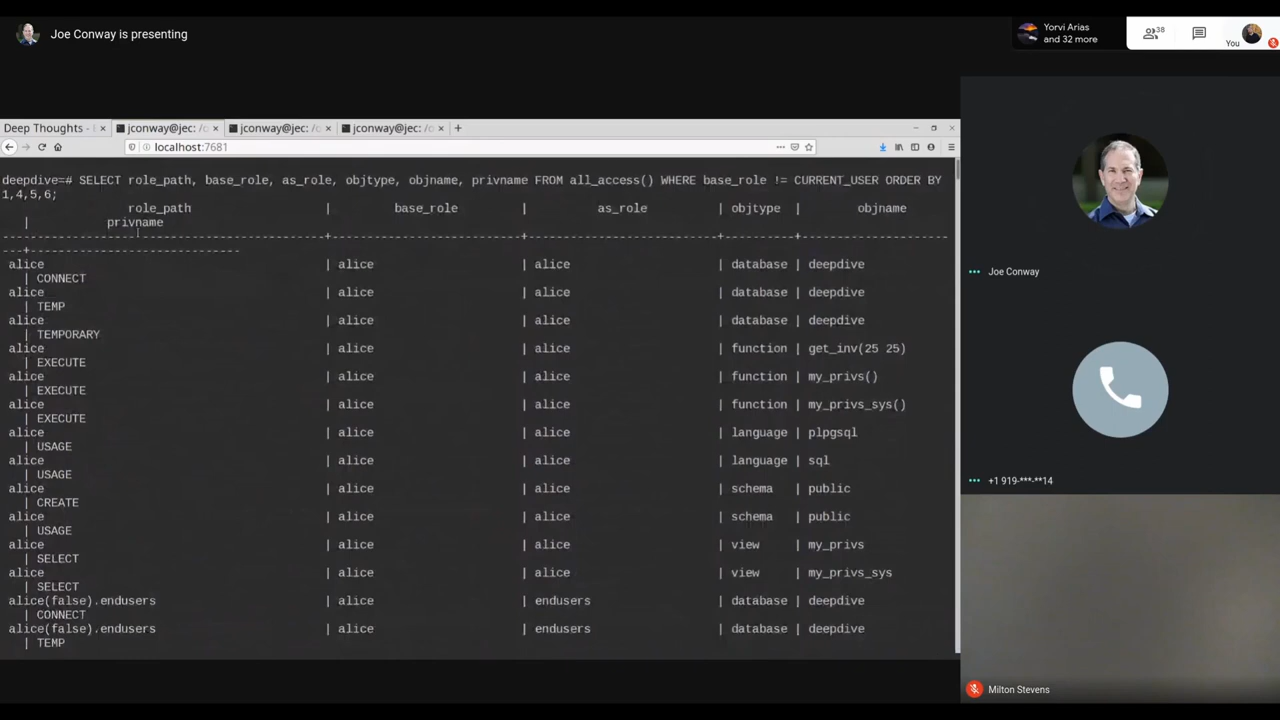 Joe Conway is presenting
Yorvi Arias
and 32 more
38
You
Deep Thoughts -
jconway@jec: /
jconway@jec: /
jconway@jec: /
localhost:7681
deepdive=# SELECT role_path, base_role, as_role, objtype, objname, privname FROM all_access() WHERE base_role != CURRENT_USER ORDER BY
1,4,5,6;
role_path | base_role | as_role | objtype | objname
| privname
alice | alice | alice | database | deepdive
| CONNECT
alice | alice | alice | database | deepdive
| TEMP
alice | alice | alice | database | deepdive
| TEMPORARY
alice | alice | alice | function | get_inv(25 25)
| EXECUTE
alice | alice | alice | function | my_privs()
| EXECUTE
alice | alice | alice | function | my_privs_sys()
| EXECUTE
alice | alice | alice | language | plpgsql
| USAGE
alice | alice | alice | language | sql
| USAGE
alice | alice | alice | schema | public
| CREATE
alice | alice | alice | schema | public
| USAGE
alice | alice | alice | view | my_privs
| SELECT
alice | alice | alice | view | my_privs_sys
| SELECT
alice(false).endusers | alice | endusers | database | deepdive
| CONNECT
alice(false).endusers | alice | endusers | database | deepdive
| TEMP
Joe Conway
+1 919-***-**14
Milton Stevens